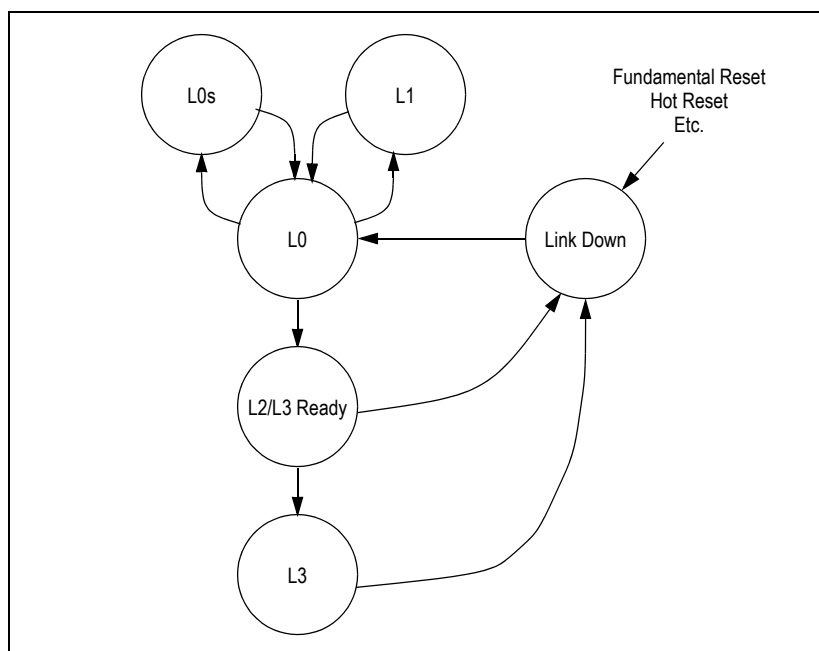 L0s
L1
Fundamental Reset
Hot Reset
Etc.
L0
Link Down
L2/L3 Ready
L3